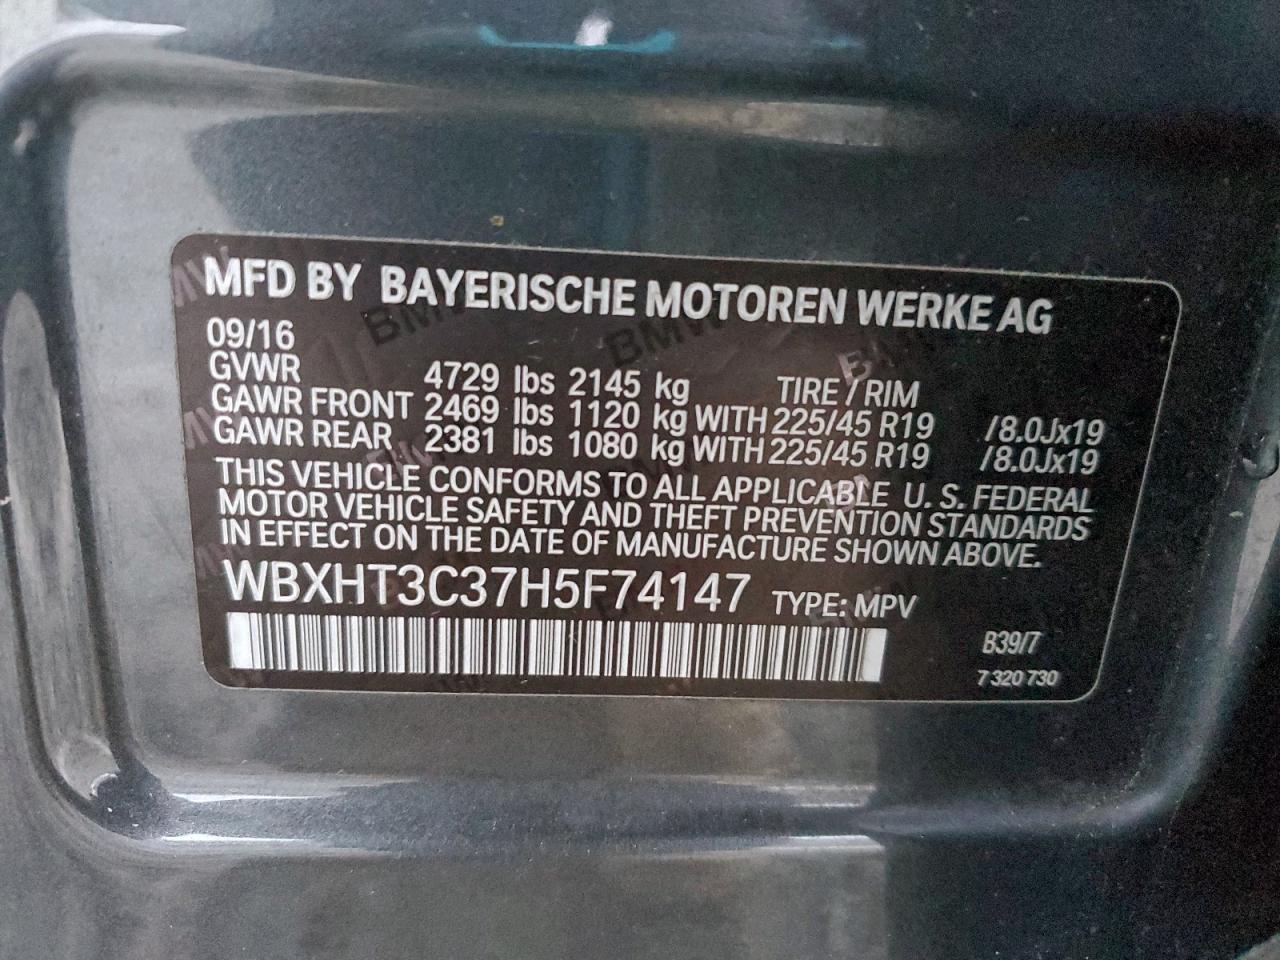 MFD BY BAYERISCHE MOTOREN WERKE AG
09/16
GVWR 4729 lbs 2145 kg TIRE / RIM
GAWR FRONT 2469 lbs 1120 kg WITH 225/45 R19 /8.0Jx19
GAWR REAR 2381 lbs 1080 kg WITH 225/45 R19 /8.0Jx19
THIS VEHICLE CONFORMS TO ALL APPLICABLE U. S. FEDERAL
MOTOR VEHICLE SAFETY AND THEFT PREVENTION STANDARDS
IN EFFECT ON THE DATE OF MANUFACTURE SHOWN ABOVE.
WBXHT3C37H5F74147 TYPE: MPV
B39/7
7 320 730